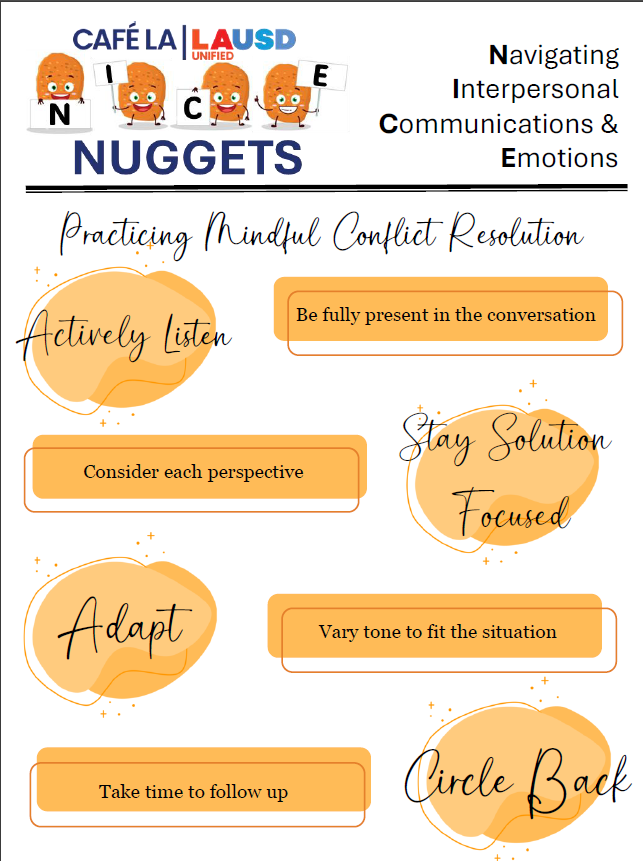 CAFÉ LA | LAUSD
UNIFIED
N I C E
NUGGETS
Navigating
Interpersonal
Communications &
Emotions
Practicing Mindful Conflict Resolution
Actively Listen
Be fully present in the conversation
Stay Solution
Focused
Consider each perspective
Adapt
Vary tone to fit the situation
Circle Back
Take time to follow up